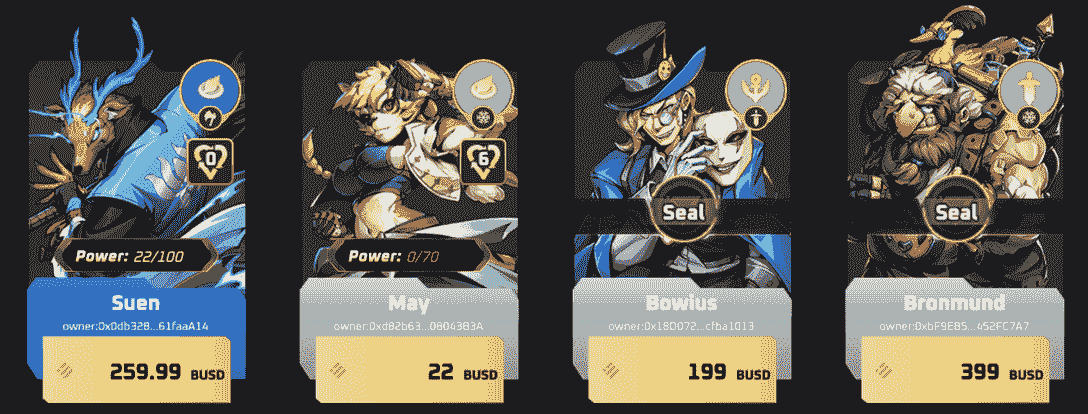 0
Power: 22/100
Suen
owner:0x0db328...61faaA14
259.99 BUSD
6
Power: 0/70
May
owner:0xd82b63...0804383A
22 BUSD
Seal
Bowlus
owner:0x18D072...cfba1013
199 BUSD
Seal
Bronmund
owner:0xbF9E85...452FC7A7
399 BUSD